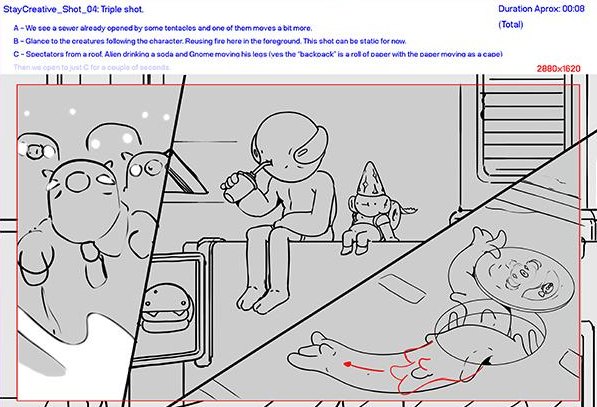 StayCreative_Shot_04: Triple shot.
Duration Aprox: 00:08
(Total)
A - We see a sewer already opened by some tentacles and one of them moves a bit more.
B - Glance to the creatures following the character. Reusing fire here in the foreground. This shot can be static for now.
C - Spectators from a roof. Alien drinking a soda and Gnome moving his legs (yes the "backpack" is a roll of paper with the paper moving as a cape)
Then we open to just C for a couple of seconds.
2880x1620